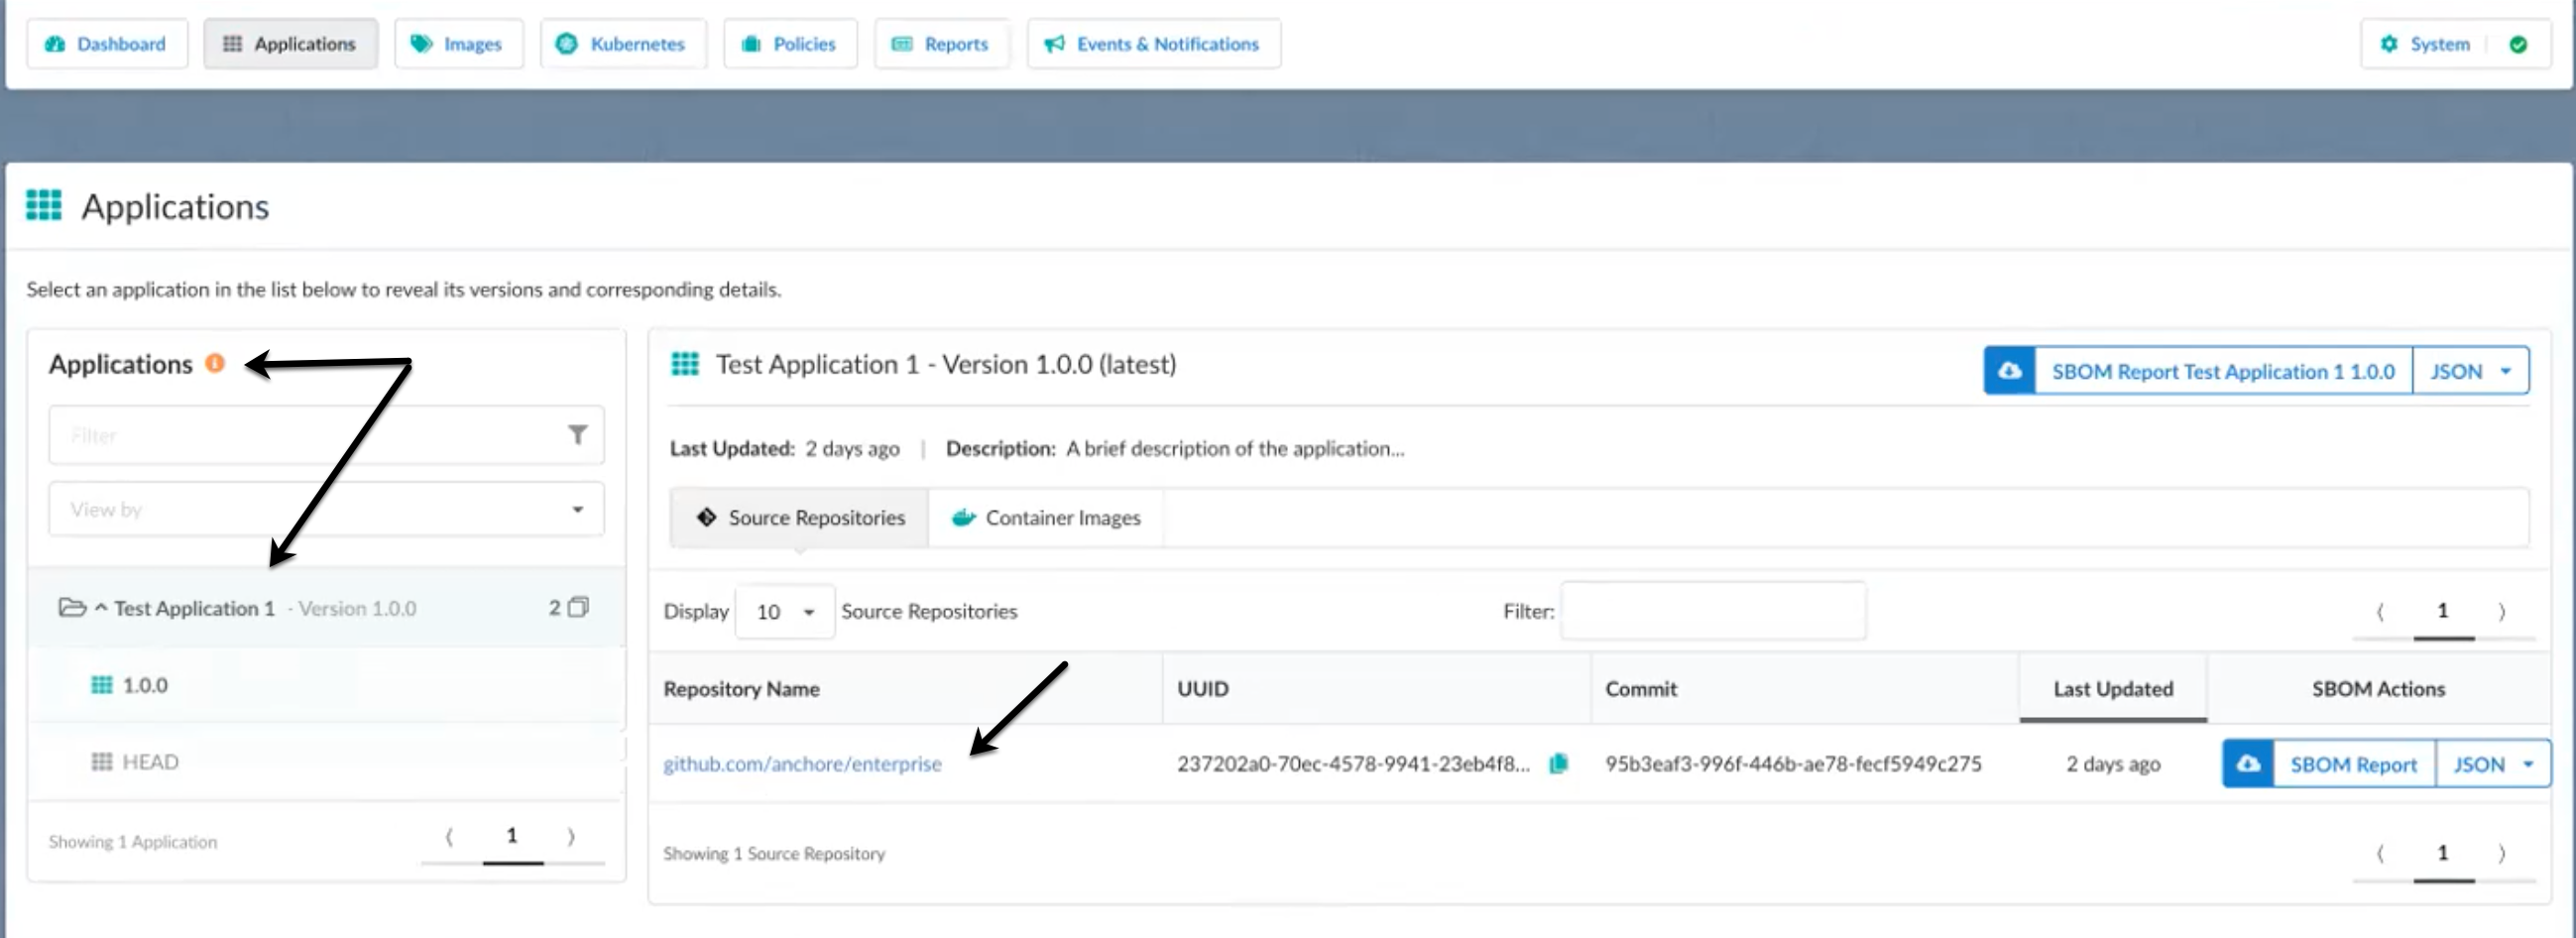 Dashboard Applications Images Kubernetes Policies Reports Events & Notifications System
Applications
Select an application in the list below to reveal its versions and corresponding details.
Applications
Filter
View by
Test Application 1 - Version 1.0.0 2
1.0.0
HEAD
Showing 1 Application 1
Test Application 1 - Version 1.0.0 (latest)
SBOM Report Test Application 1 1.0.0 JSON
Last Updated: 2 days ago | Description: A brief description of the application...
Source Repositories Container Images
Display 10 Source Repositories Filter: 1
Repository Name UUID Commit Last Updated SBOM Actions
github.com/anchore/enterprise 237202a0-70ec-4578-9941-23eb4f8... 95b3eaf3-996f-446b-ae78-fecf5949c275 2 days ago SBOM Report JSON
Showing 1 Source Repository 1